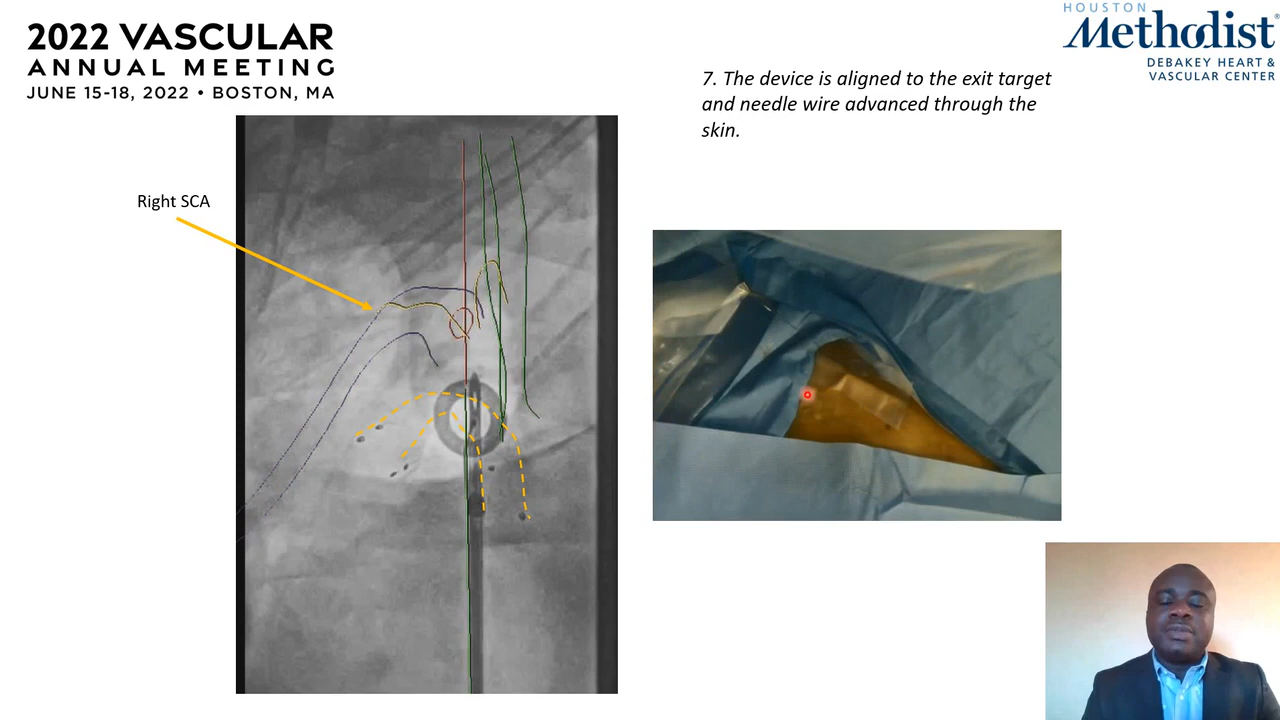 2022 VASCULAR
ANNUAL MEETING
JUNE 15-18, 2022 • BOSTON, MA
HOUSTON
Methodist
DEBAKEY HEART &
VASCULAR CENTER
7. The device is aligned to the exit target
and needle wire advanced through the
skin.
Right SCA